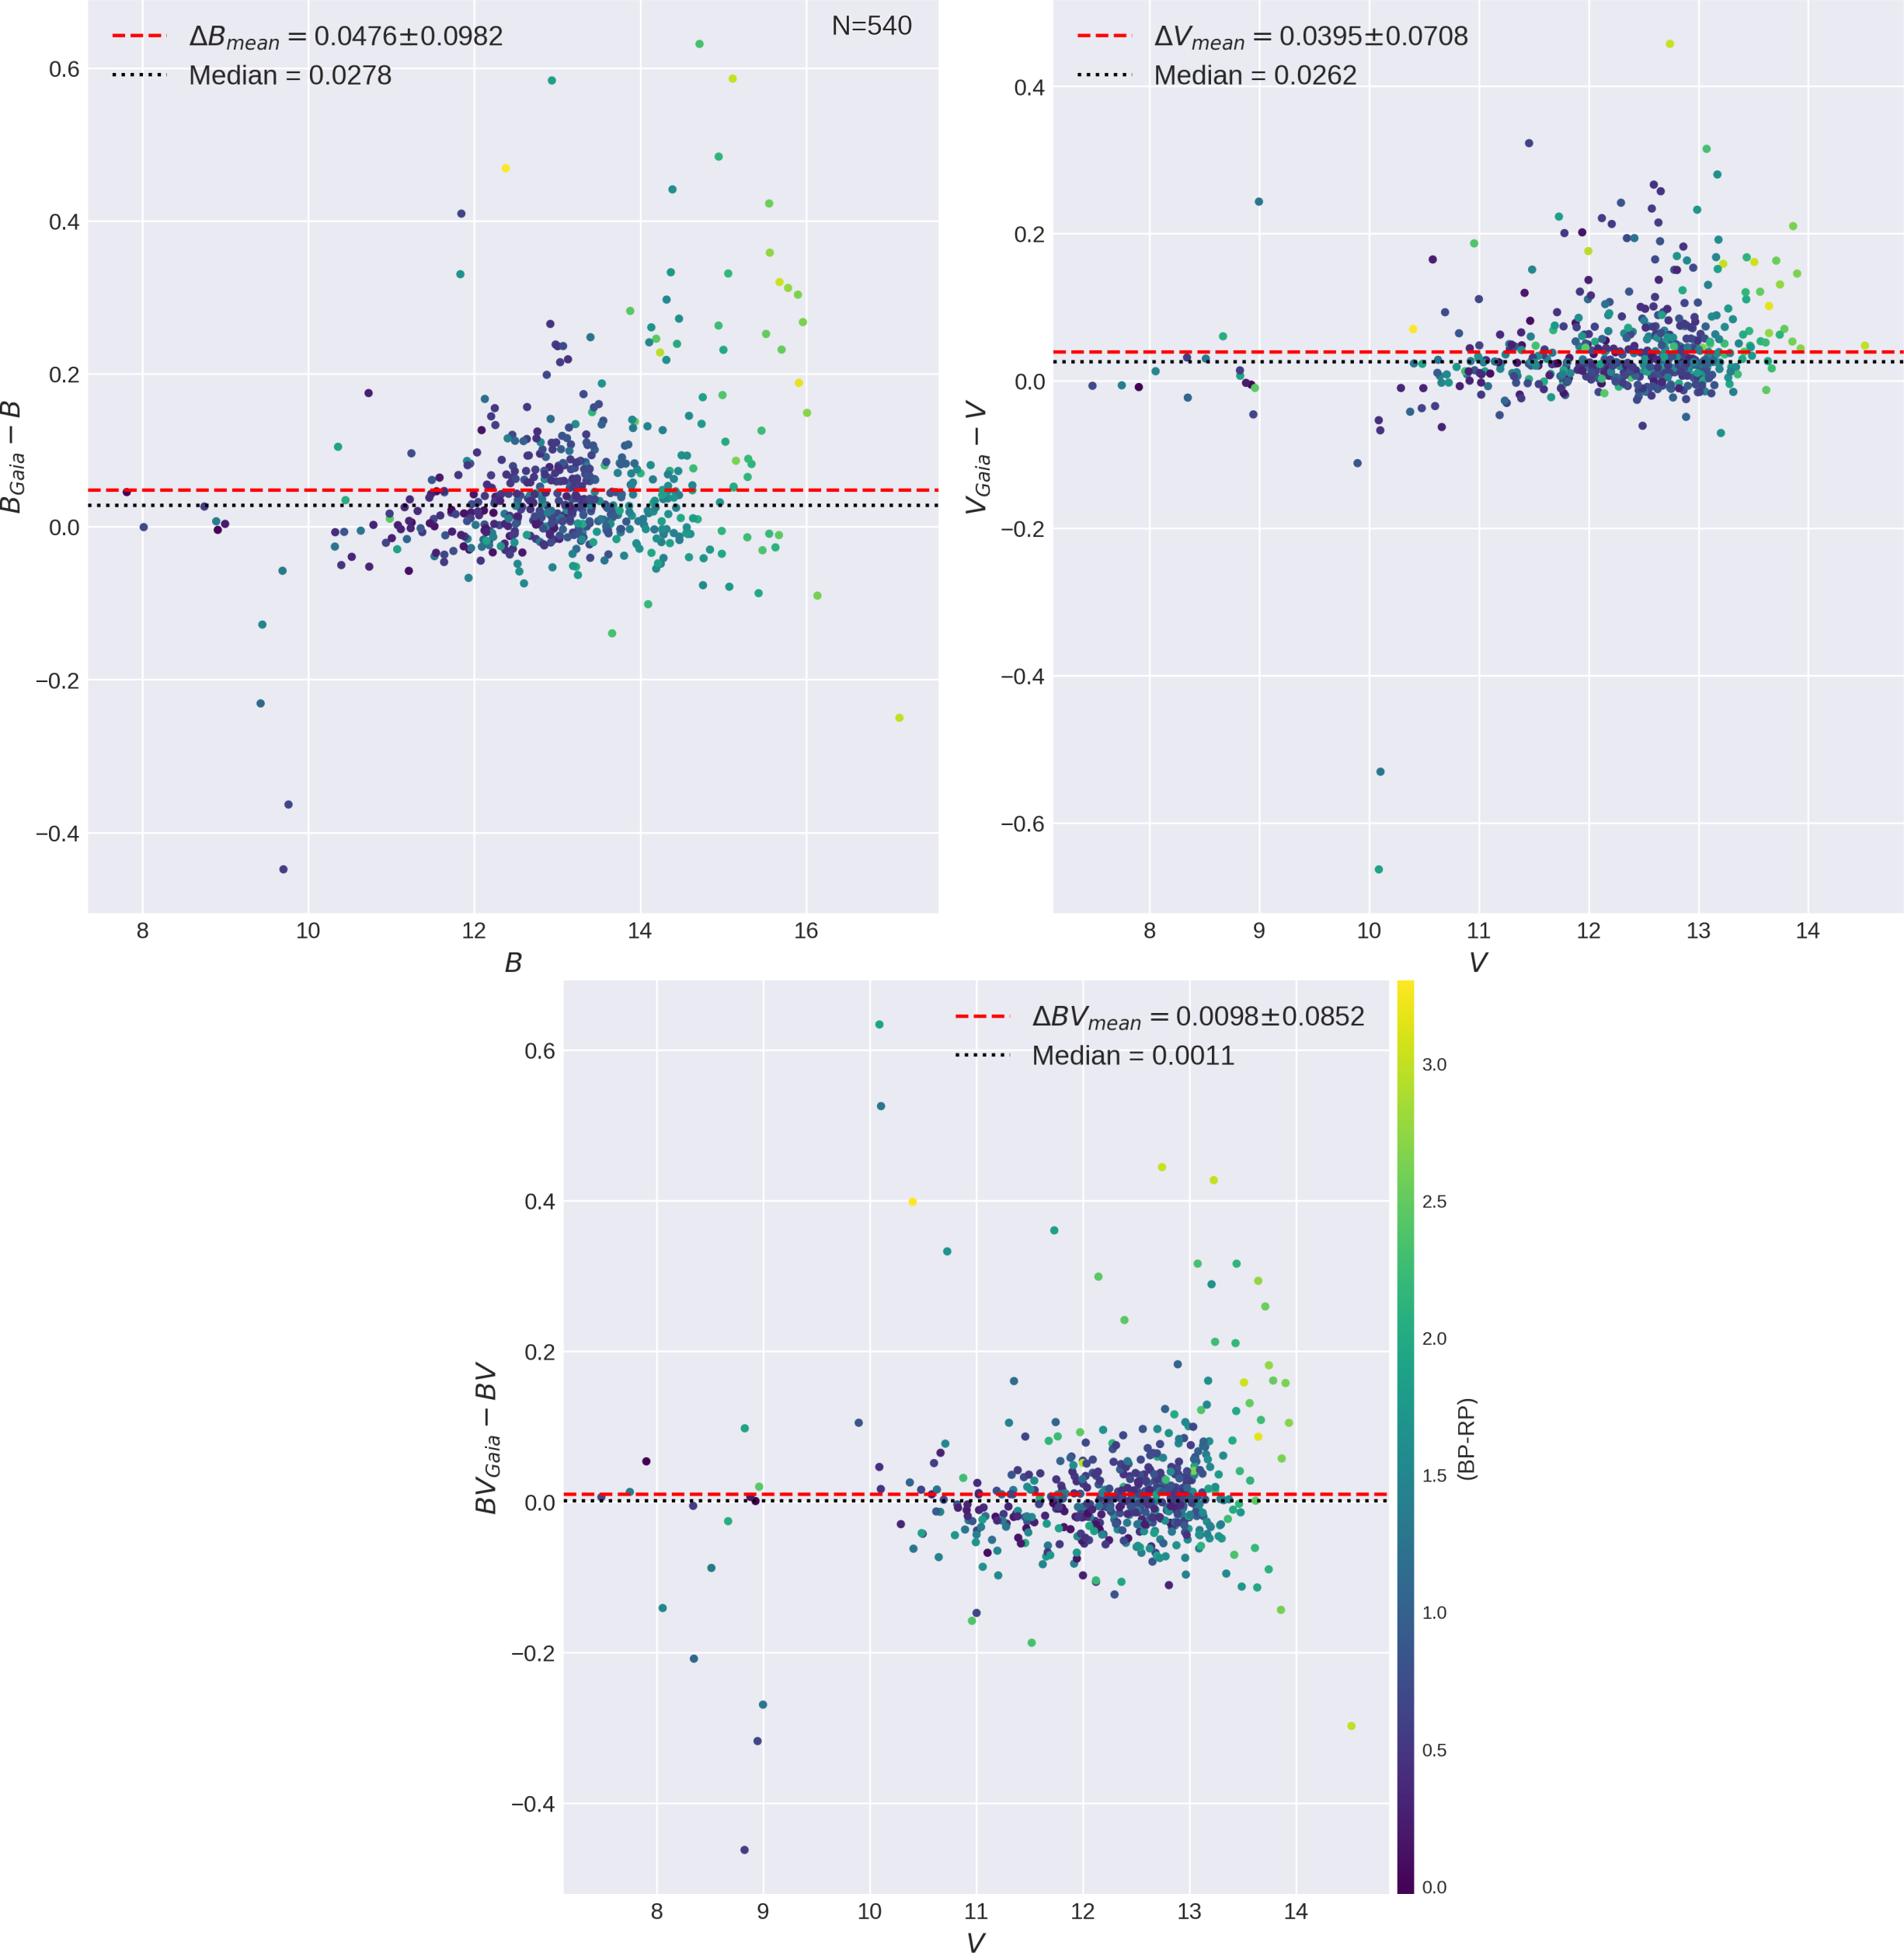 ΔB_mean = 0.0476±0.0982
Median = 0.0278
N=540
0.6
0.4
0.2
0.0
−0.2
−0.4
B_Gaia − B
8 10 12 14 16
B
ΔV_mean = 0.0395±0.0708
Median = 0.0262
0.4
0.2
0.0
−0.2
−0.4
−0.6
V_Gaia − V
8 9 10 11 12 13 14
V
ΔBV_mean = 0.0098±0.0852
Median = 0.0011
0.6
0.4
0.2
0.0
−0.2
−0.4
BV_Gaia − BV
8 9 10 11 12 13 14
V
3.0
2.5
2.0
1.5
1.0
0.5
0.0
(BP-RP)